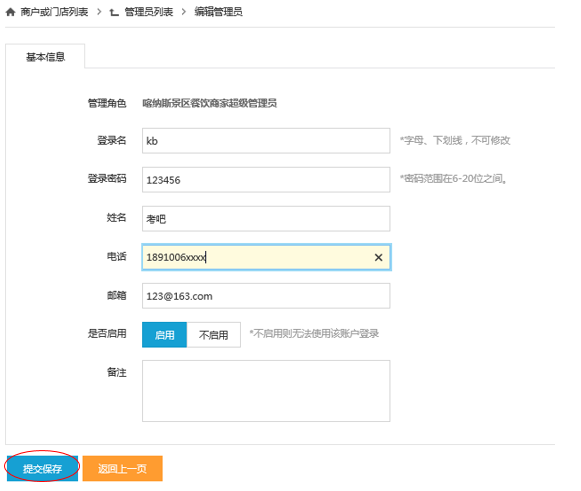 商户或门店列表 > 管理员列表 > 编辑管理员
基本信息
管理角色 喀纳斯景区餐饮商家超级管理员
登录名 kb *字母、下划线，不可修改
登录密码 123456 *密码范围在6-20位之间。
姓名 考吧
电话 1891006xxxx ×
邮箱 123@163.com
是否启用 启用 不启用 *不启用则无法使用该账户登录
备注
提交保存 返回上一页